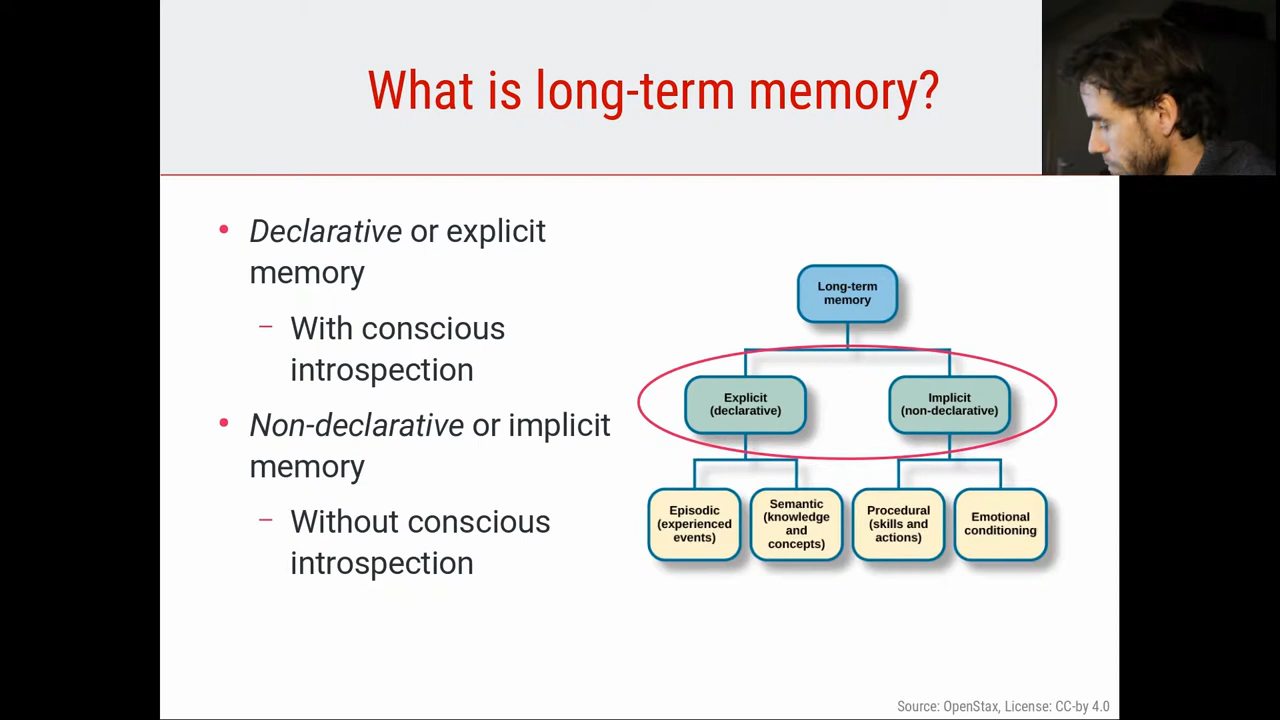 What is long-term memory?
• Declarative or explicit
memory
– With conscious
introspection
• Non-declarative or implicit
memory
– Without conscious
introspection
Long-term
memory
Explicit
(declarative)
Implicit
(non-declarative)
Episodic
(experienced
events)
Semantic
(knowledge
and
concepts)
Procedural
(skills and
actions)
Emotional
conditioning
Source: OpenStax, License: CC-by 4.0